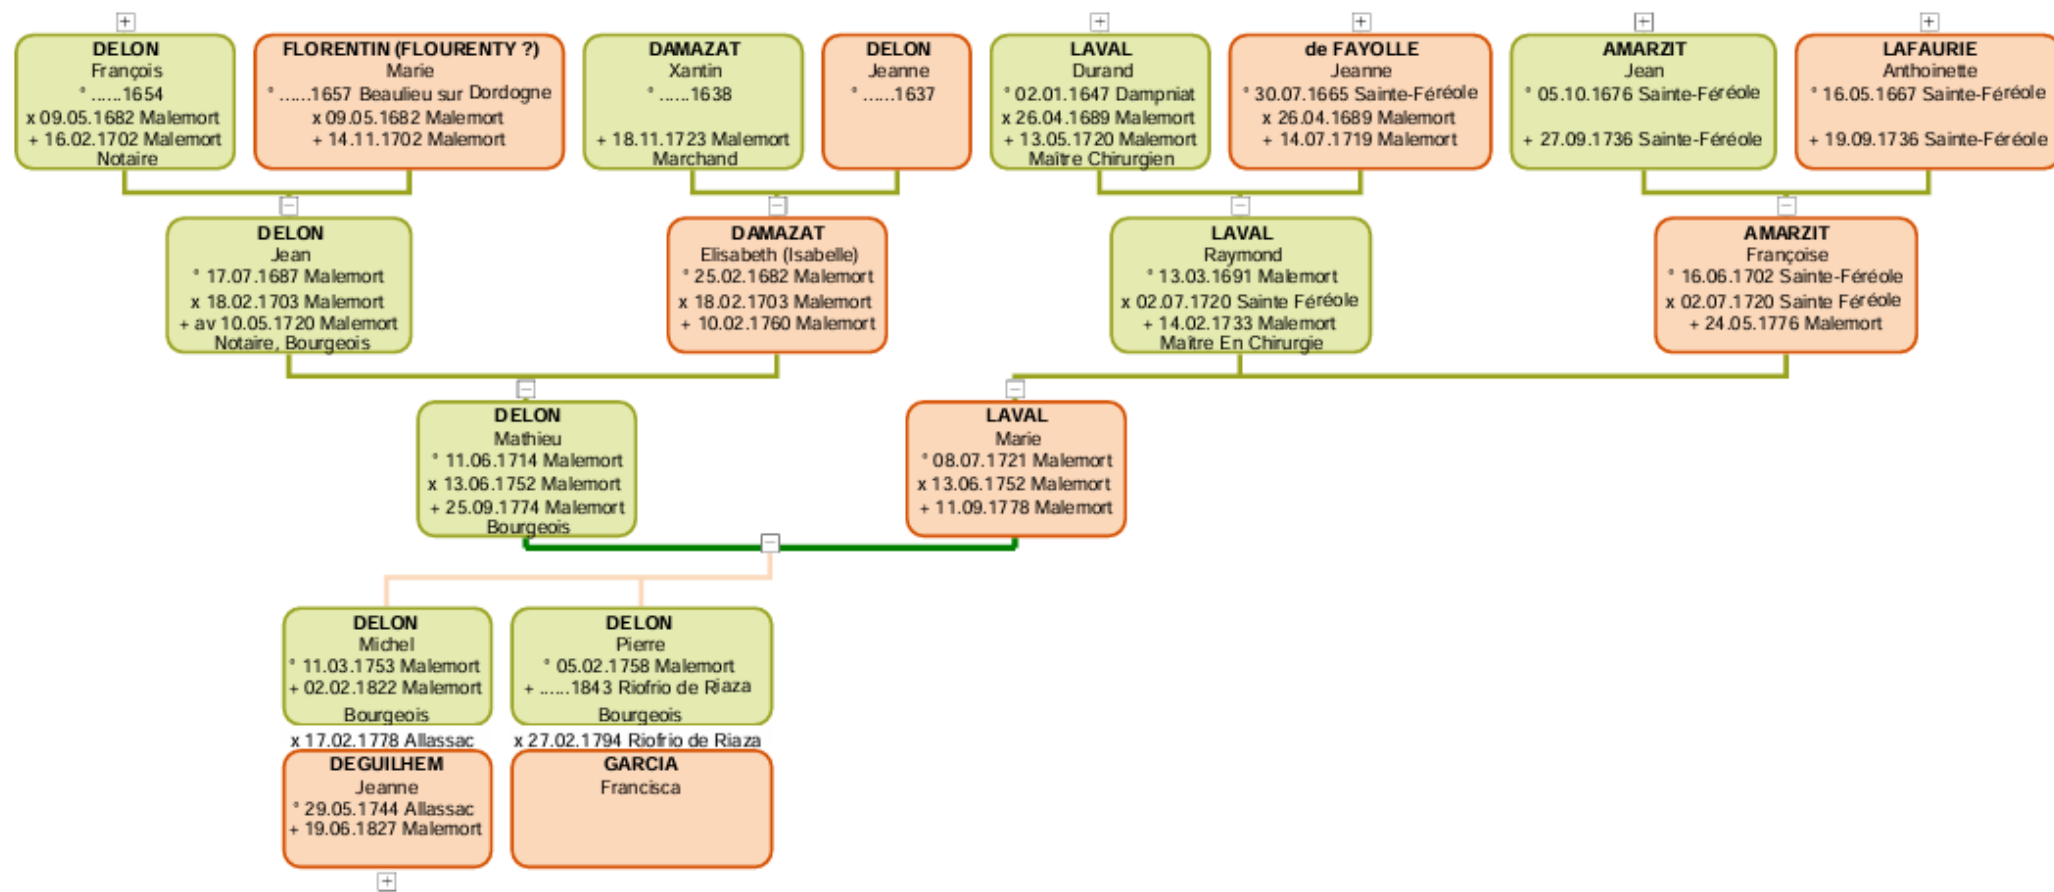 DELON
François
° ......1654
x 09.05.1682 Malemort
+ 16.02.1702 Malemort
Notaire
FLORENTIN (FLOURENTY ?)
Marie
° ......1657 Beaulieu sur Dordogne
x 09.05.1682 Malemort
+ 14.11.1702 Malemort
DAMAZAT
Xantin
° ......1638
+ 18.11.1723 Malemort
Marchand
DELON
Jeanne
° ......1637
LAVAL
Durand
° 02.01.1647 Dampniat
x 26.04.1689 Malemort
+ 13.05.1720 Malemort
Maître Chirurgien
de FAYOLLE
Jeanne
° 30.07.1665 Sainte-Féréole
x 26.04.1689 Malemort
+ 14.07.1719 Malemort
AMARZIT
Jean
° 05.10.1676 Sainte-Féréole
+ 27.09.1736 Sainte-Féréole
LAFAURIE
Anthoinette
° 16.05.1667 Sainte-Féréole
+ 19.09.1736 Sainte-Féréole
DELON
Jean
° 17.07.1687 Malemort
x 18.02.1703 Malemort
+ av 10.05.1720 Malemort
Notaire, Bourgeois
DAMAZAT
Elisabeth (Isabelle)
° 25.02.1682 Malemort
x 18.02.1703 Malemort
+ 10.02.1760 Malemort
LAVAL
Raymond
° 13.03.1691 Malemort
x 02.07.1720 Sainte Féréole
+ 14.02.1733 Malemort
Maître En Chirurgie
AMARZIT
Françoise
° 16.06.1702 Sainte-Féréole
x 02.07.1720 Sainte Féréole
+ 24.05.1776 Malemort
DELON
Mathieu
° 11.06.1714 Malemort
x 13.06.1752 Malemort
+ 25.09.1774 Malemort
Bourgeois
LAVAL
Marie
° 08.07.1721 Malemort
x 13.06.1752 Malemort
+ 11.09.1778 Malemort
DELON
Michel
° 11.03.1753 Malemort
+ 02.02.1822 Malemort
Bourgeois
x 17.02.1778 Allassac
DEGUILHEM
Jeanne
° 29.05.1744 Allassac
+ 19.06.1827 Malemort
DELON
Pierre
° 05.02.1758 Malemort
+ ......1843 Riofrio de Riaza
Bourgeois
x 27.02.1794 Riofrio de Riaza
GARCIA
Francisca